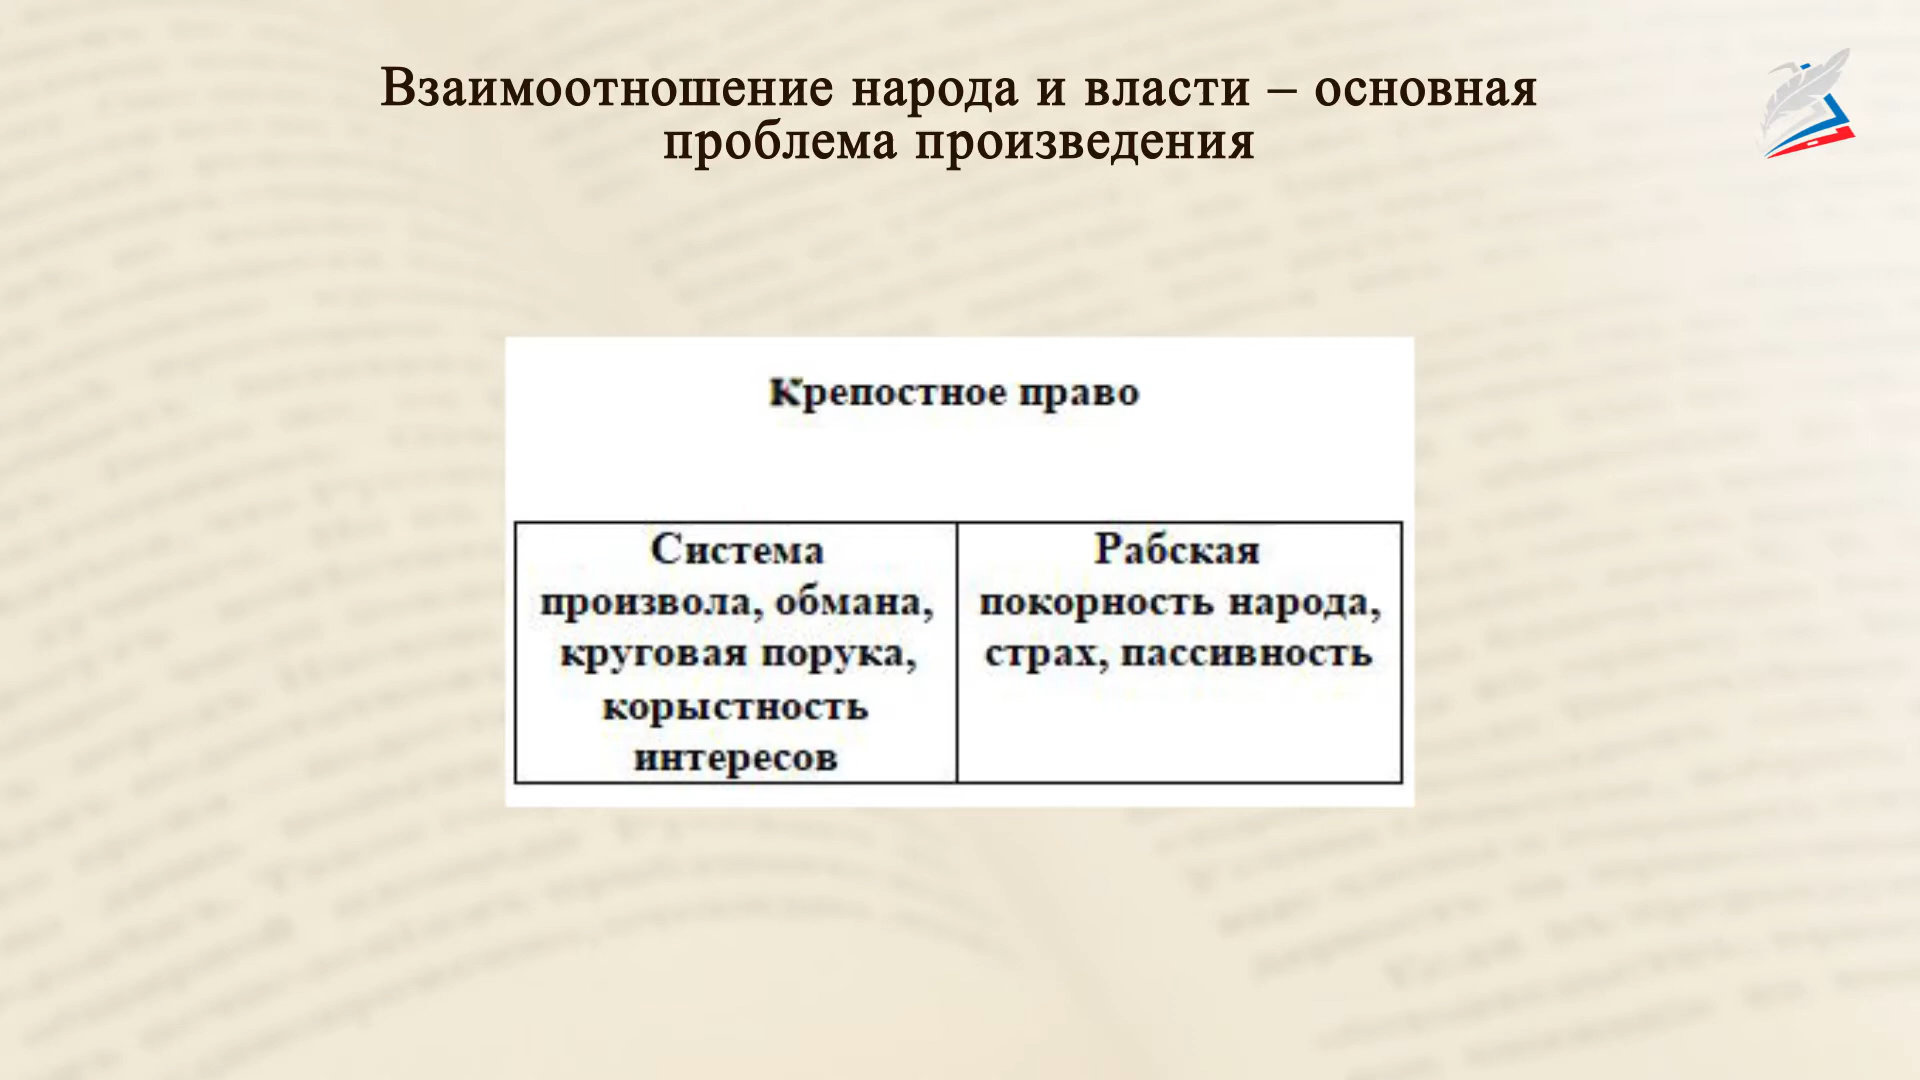 Взаимоотношение народа и власти – основная
проблема произведения
Крепостное право
Система
произвола, обмана,
круговая порука,
корыстность
интересов
Рабская
покорность народа,
страх, пассивность